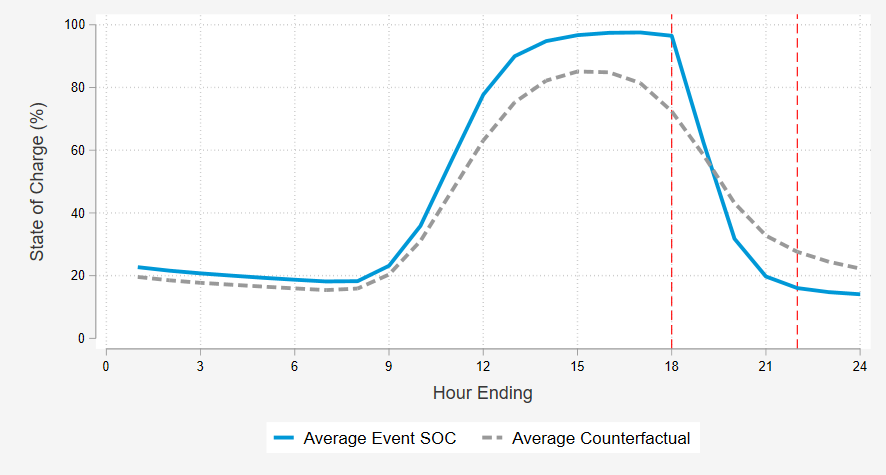 100
80
60
40
20
0
State of Charge (%)
0 3 6 9 12 15 18 21 24
Hour Ending
Average Event SOC Average Counterfactual